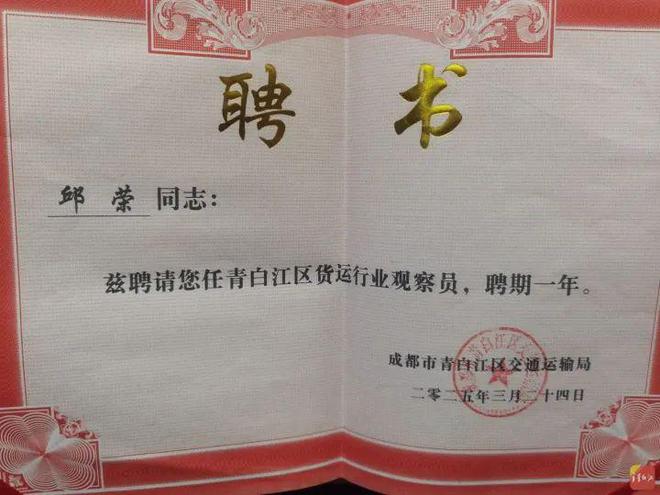 聘书
邱荣同志：
兹聘请您任青白江区货运行业观察员，聘期一年。
成都市青白江区交通运输局
二零二五年三月二十四日